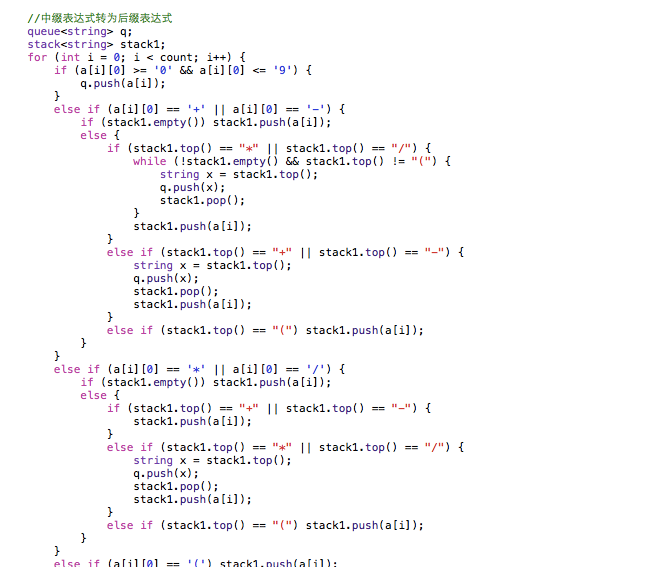 //中缀表达式转为后缀表达式
queue<string> q;
stack<string> stack1;
for (int i = 0; i < count; i++) {
    if (a[i][0] >= '0' && a[i][0] <= '9') {
        q.push(a[i]);
    }
    else if (a[i][0] == '+' || a[i][0] == '-') {
        if (stack1.empty()) stack1.push(a[i]);
        else {
            if (stack1.top() == "*" || stack1.top() == "/") {
                while (!stack1.empty() && stack1.top() != "(") {
                    string x = stack1.top();
                    q.push(x);
                    stack1.pop();
                }
                stack1.push(a[i]);
            }
            else if (stack1.top() == "+" || stack1.top() == "-") {
                string x = stack1.top();
                q.push(x);
                stack1.pop();
                stack1.push(a[i]);
            }
            else if (stack1.top() == "(") stack1.push(a[i]);
        }
    }
    else if (a[i][0] == '*' || a[i][0] == '/') {
        if (stack1.empty()) stack1.push(a[i]);
        else {
            if (stack1.top() == "+" || stack1.top() == "-") {
                stack1.push(a[i]);
            }
            else if (stack1.top() == "*" || stack1.top() == "/") {
                string x = stack1.top();
                q.push(x);
                stack1.pop();
                stack1.push(a[i]);
            }
            else if (stack1.top() == "(") stack1.push(a[i]);
        }
    }
    else if (a[i][0] == '(') stack1.push(a[i]);